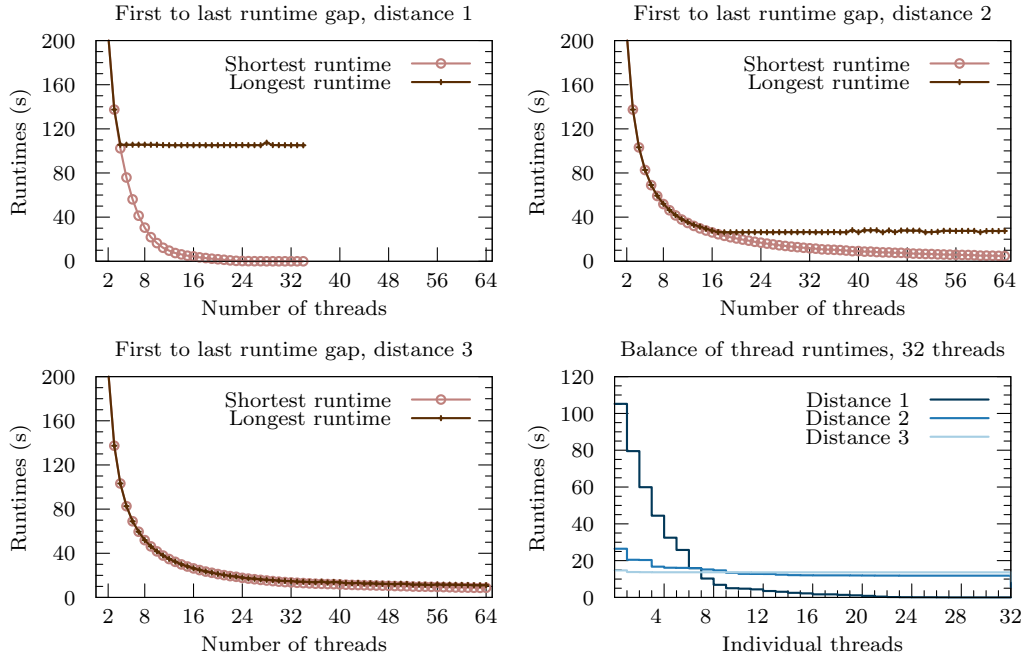 First to last runtime gap, distance 1
200
160
120
80
40
0
Runtimes (s)
Shortest runtime
Longest runtime
2 8 16 24 32 40 48 56 64
Number of threads
First to last runtime gap, distance 2
200
160
120
80
40
0
Runtimes (s)
Shortest runtime
Longest runtime
2 8 16 24 32 40 48 56 64
Number of threads
First to last runtime gap, distance 3
200
160
120
80
40
0
Runtimes (s)
Shortest runtime
Longest runtime
2 8 16 24 32 40 48 56 64
Number of threads
Balance of thread runtimes, 32 threads
120
100
80
60
40
20
0
Runtimes (s)
Distance 1
Distance 2
Distance 3
4 8 12 16 20 24 28 32
Individual threads